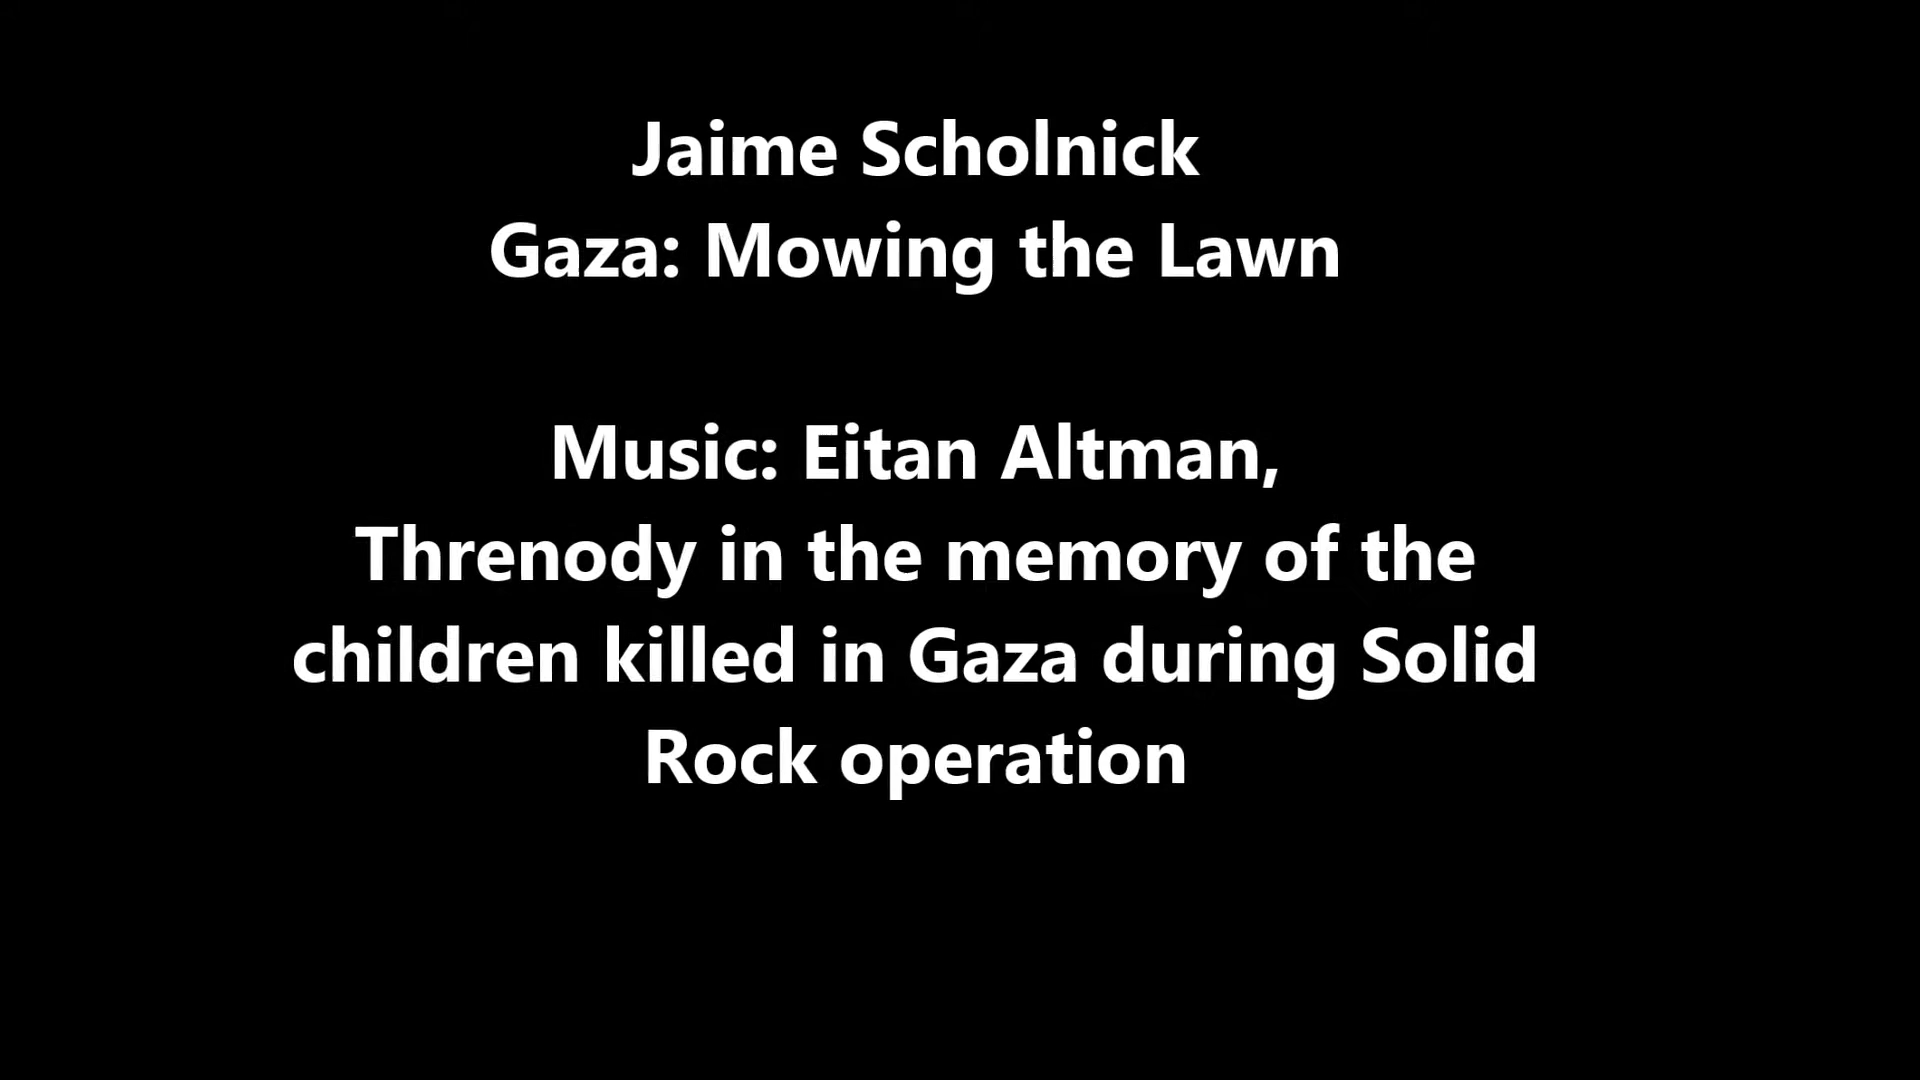 Jaime Scholnick
Gaza: Mowing the Lawn
Music: Eitan Altman,
Threnody in the memory of the
children killed in Gaza during Solid
Rock operation